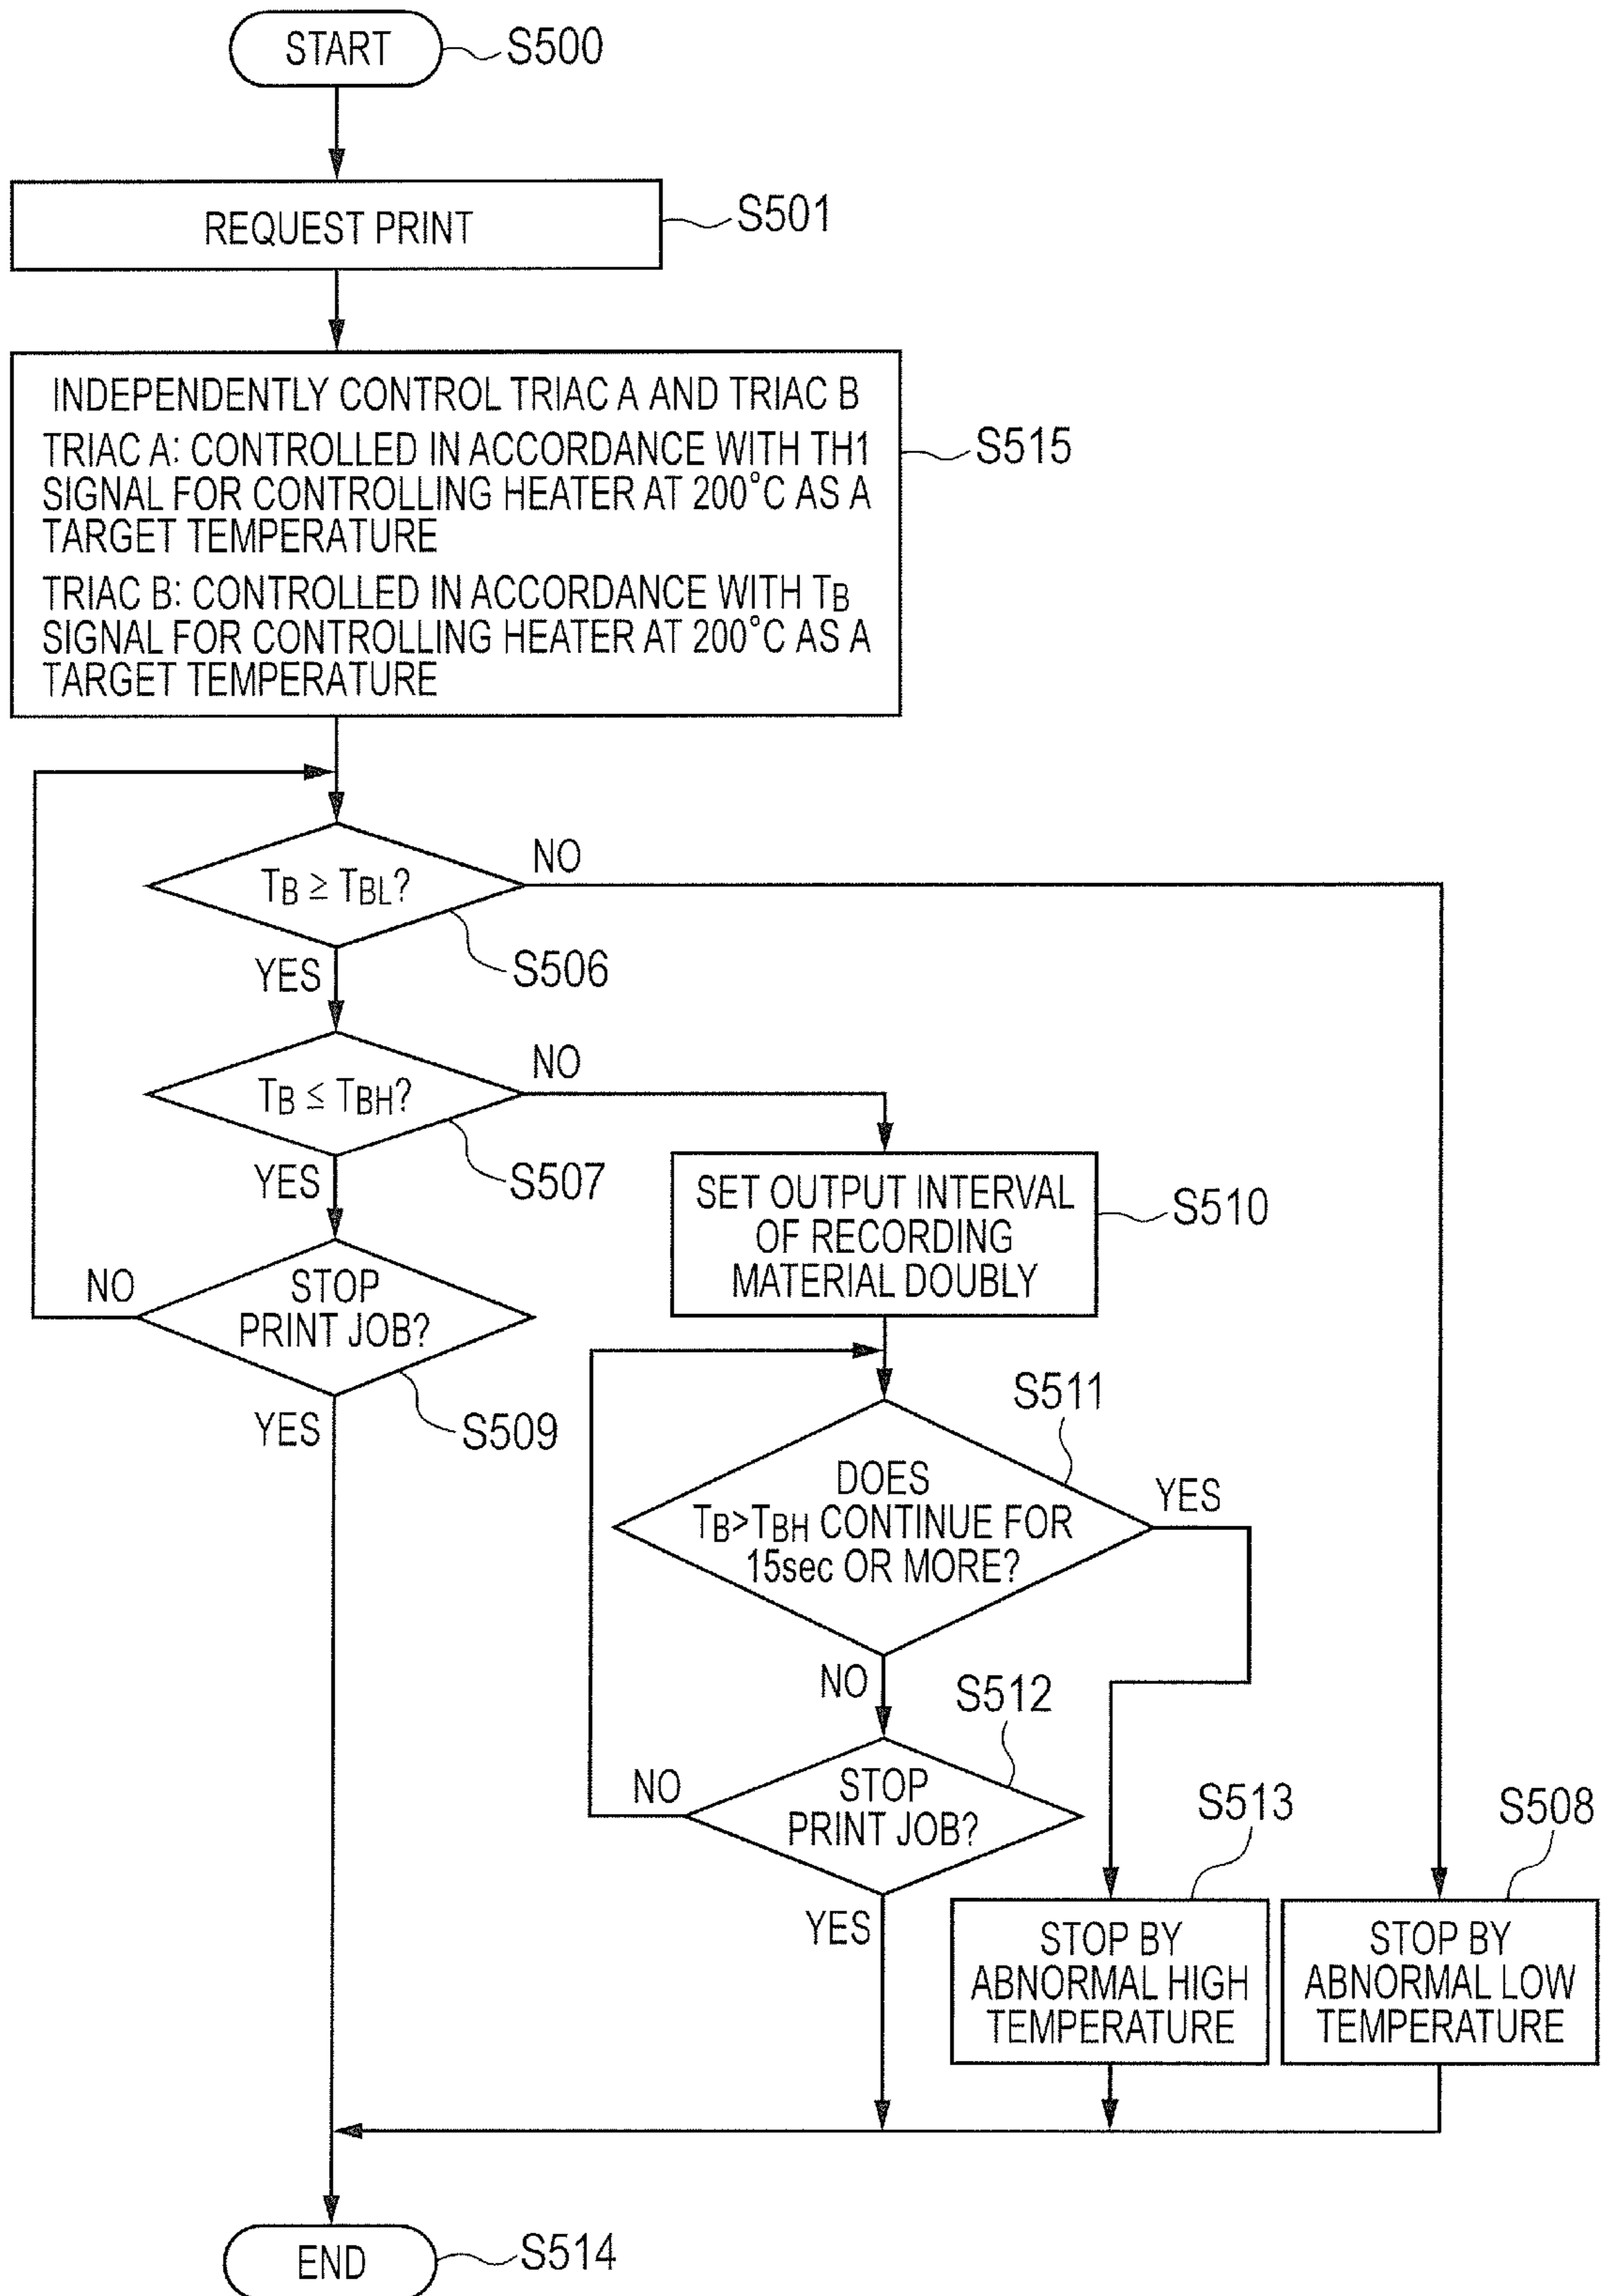 START
S500
REQUEST PRINT
S501
INDEPENDENTLY CONTROL TRIAC A AND TRIAC B
TRIAC A: CONTROLLED IN ACCORDANCE WITH TH1
SIGNAL FOR CONTROLLING HEATER AT 200°C AS A
TARGET TEMPERATURE
TRIAC B: CONTROLLED IN ACCORDANCE WITH TB
SIGNAL FOR CONTROLLING HEATER AT 200°C AS A
TARGET TEMPERATURE
S515
TB ≥ TBL?
NO
YES
S506
TB ≤ TBH?
NO
YES
S507
SET OUTPUT INTERVAL
OF RECORDING
MATERIAL DOUBLY
S510
STOP
PRINT JOB?
NO
YES
S509
S511
DOES
TB>TBH CONTINUE FOR
15sec OR MORE?
YES
NO
S512
STOP
PRINT JOB?
NO
YES
S513
STOP BY
ABNORMAL HIGH
TEMPERATURE
S508
STOP BY
ABNORMAL LOW
TEMPERATURE
END
S514